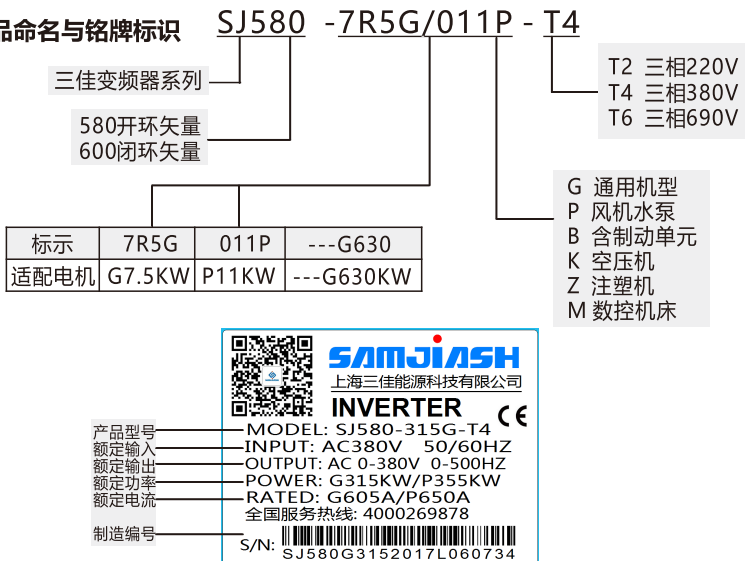 品命名与铭牌标识
SJ580 -7R5G/011P - T4
三佳变频器系列
580开环矢量
600闭环矢量
T2 三相220V
T4 三相380V
T6 三相690V
G 通用机型
P 风机水泵
B 含制动单元
K 空压机
Z 注塑机
M 数控机床
标示 7R5G 011P ---G630
适配电机 G7.5KW P11KW ---G630KW
SAMJIASH
上海三佳能源科技有限公司
INVERTER CE
产品型号 MODEL: SJ580-315G-T4
额定输入 INPUT: AC380V 50/60HZ
额定输出 OUTPUT: AC 0-380V 0-500HZ
额定功率 POWER: G315KW/P355KW
额定电流 RATED: G605A/P650A
全国服务热线: 4000269878
制造编号 S/N:
SJ580G3152017L060734